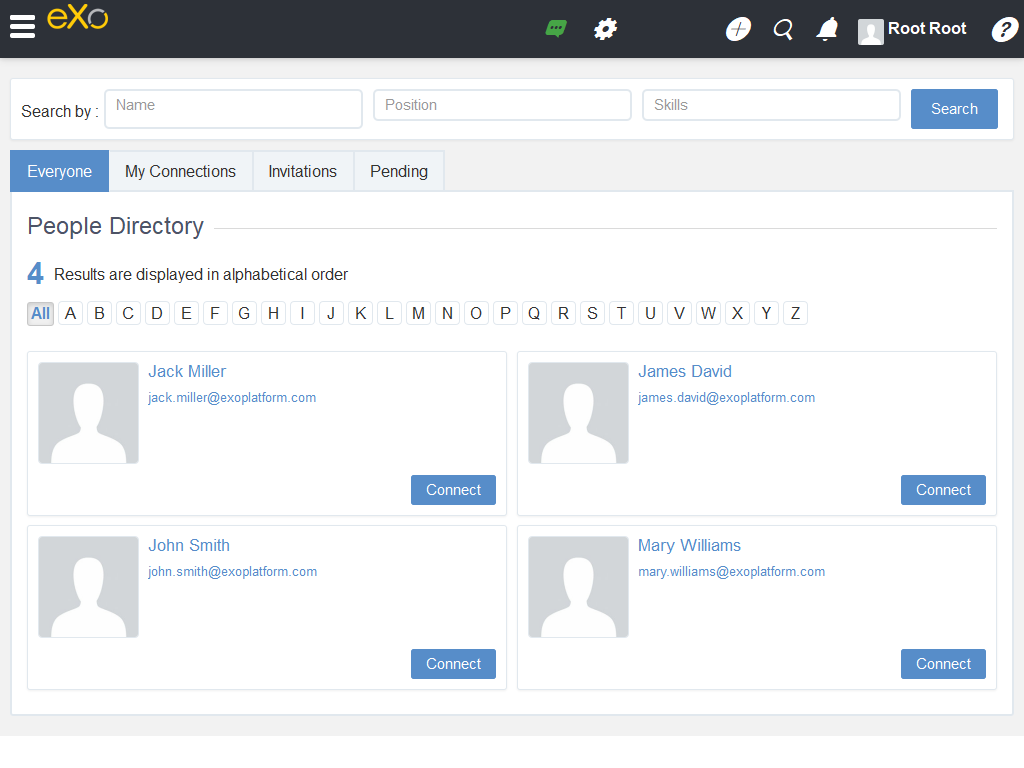 eXo
Root Root
?
Search by : Name Position Skills Search
Everyone My Connections Invitations Pending
People Directory
4 Results are displayed in alphabetical order
All A B C D E F G H I J K L M N O P Q R S T U V W X Y Z
Jack Miller
jack.miller@exoplatform.com
Connect
James David
james.david@exoplatform.com
Connect
John Smith
john.smith@exoplatform.com
Connect
Mary Williams
mary.williams@exoplatform.com
Connect